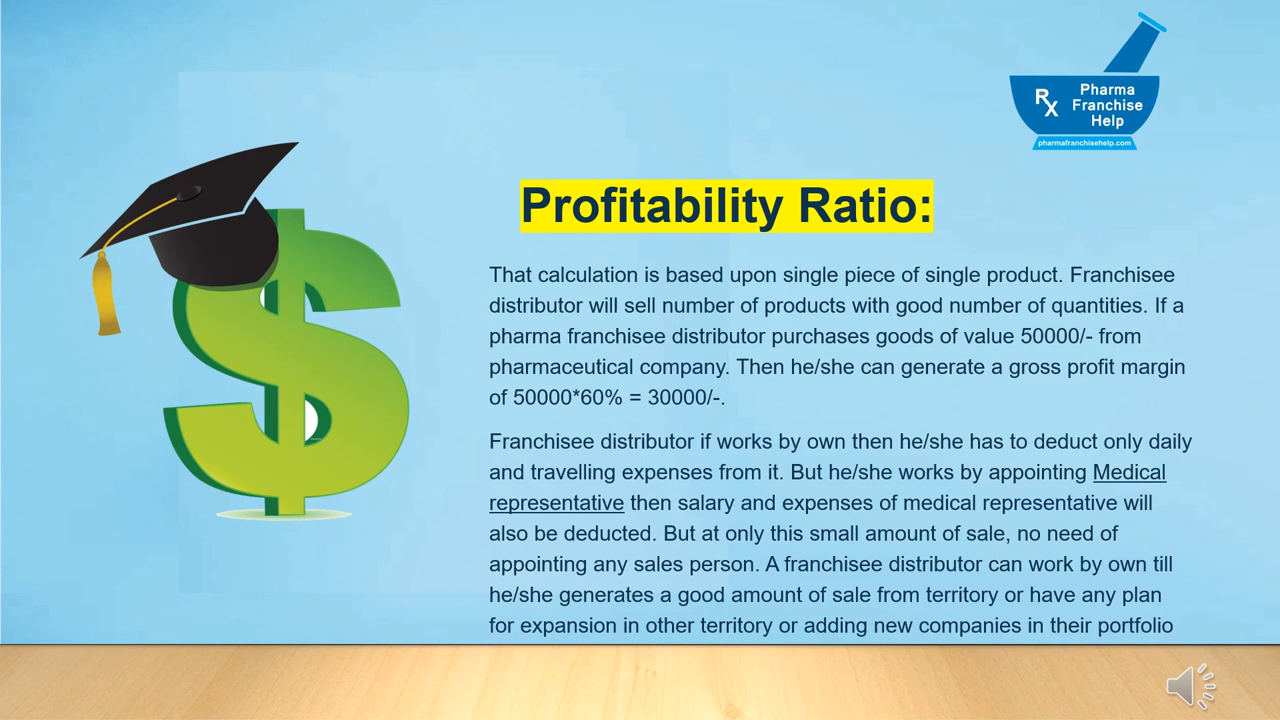 Rx
Pharma
Franchise
Help
pharmafranchisehelp.com
Profitability Ratio:
That calculation is based upon single piece of single product. Franchisee
distributor will sell number of products with good number of quantities. If a
pharma franchisee distributor purchases goods of value 50000/- from
pharmaceutical company. Then he/she can generate a gross profit margin
of 50000*60% = 30000/-.
Franchisee distributor if works by own then he/she has to deduct only daily
and travelling expenses from it. But he/she works by appointing Medical
representative then salary and expenses of medical representative will
also be deducted. But at only this small amount of sale, no need of
appointing any sales person. A franchisee distributor can work by own till
he/she generates a good amount of sale from territory or have any plan
for expansion in other territory or adding new companies in their portfolio